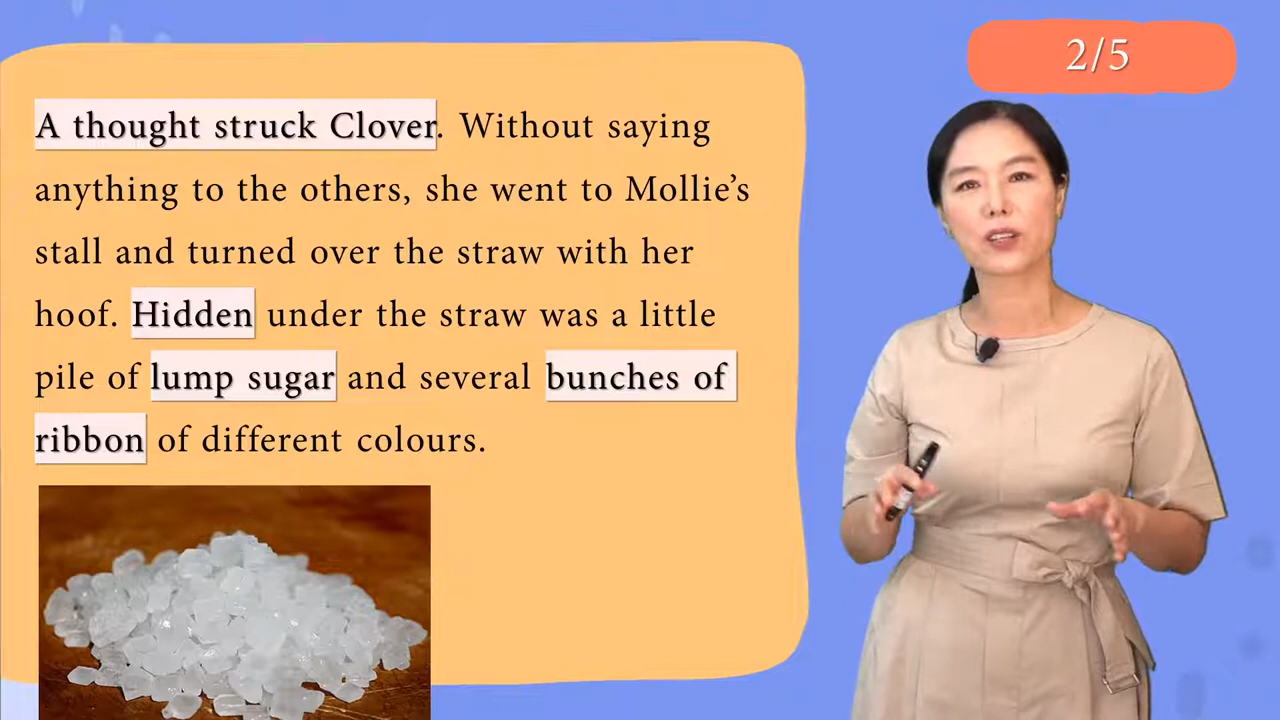 2/5
A thought struck Clover. Without saying
anything to the others, she went to Mollie’s
stall and turned over the straw with her
hoof. Hidden under the straw was a little
pile of lump sugar and several bunches of
ribbon of different colours.